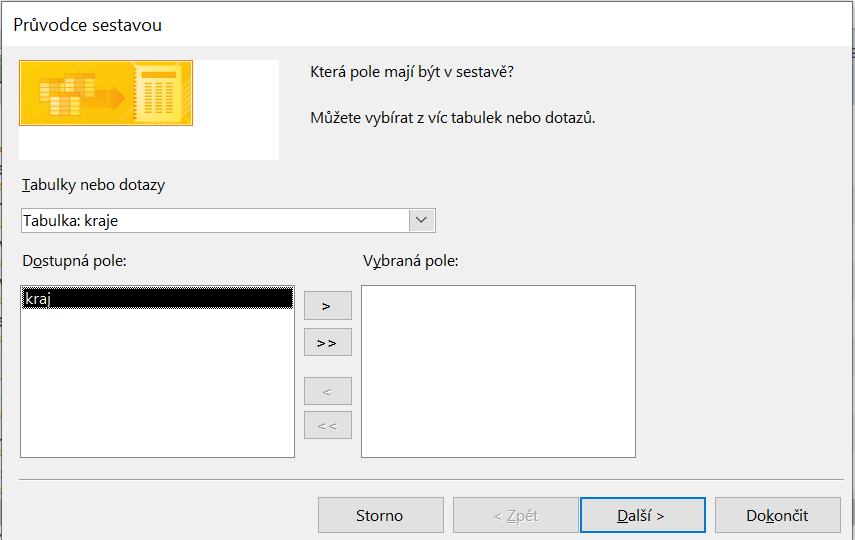 Průvodce sestavou
Která pole mají být v sestavě?
Můžete vybírat z víc tabulek nebo dotazů.
Tabulky nebo dotazy
Tabulka: kraje
Dostupná pole:
Vybraná pole:
kraj
>
>>
<
<<
Storno
< Zpět
Další >
Dokončit